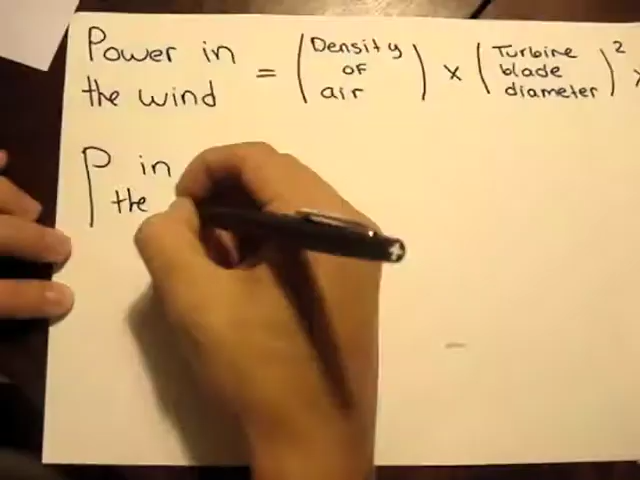 Power in
the wind
= (Density of air) x (Turbine blade diameter)² x
P in
the